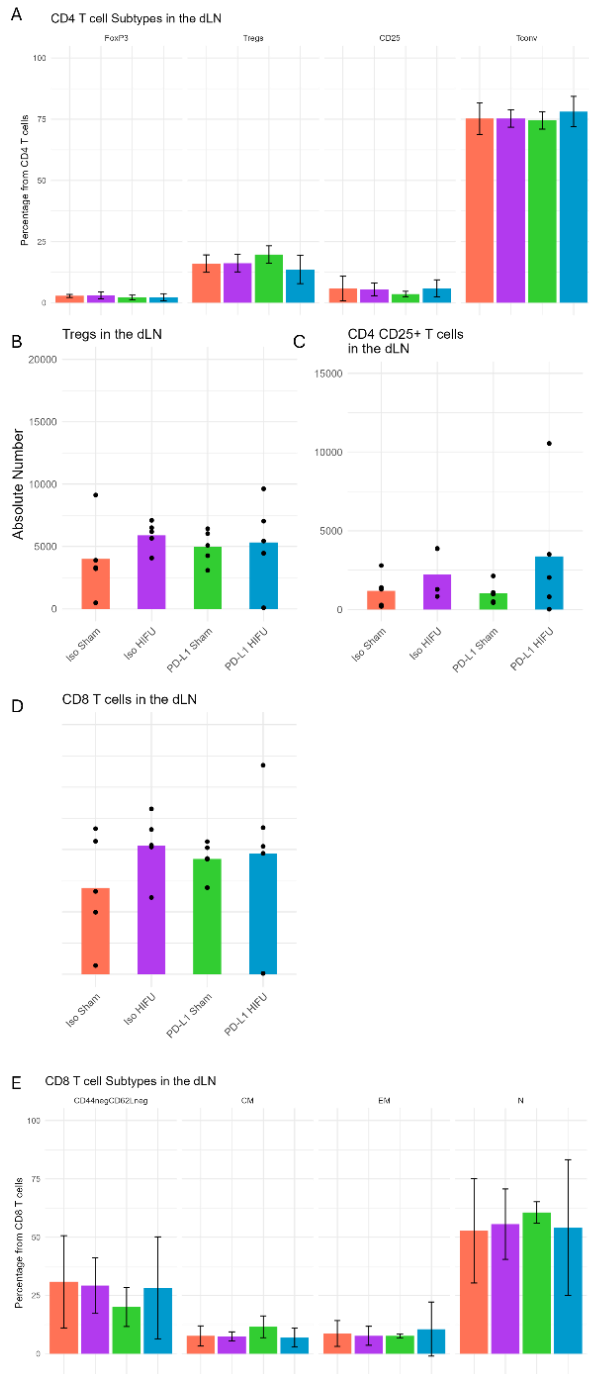 A
CD4 T cell Subtypes in the dLN
FoxP3
Tregs
CD25
Tconv
Percentage from CD4 T cells
100
75
50
25
0
B
Tregs in the dLN
Absolute Number
20000
15000
10000
5000
0
Iso Sham
Iso HIFU
PD-L1 Sham
PD-L1 HIFU
C
CD4 CD25+ T cells
in the dLN
15000
10000
5000
0
Iso Sham
Iso HIFU
PD-L1 Sham
PD-L1 HIFU
D
CD8 T cells in the dLN
Iso Sham
Iso HIFU
PD-L1 Sham
PD-L1 HIFU
E
CD8 T cell Subtypes in the dLN
CD44negCD62Lneg
CM
EM
N
Percentage from CD8 T cells
100
75
50
25
0